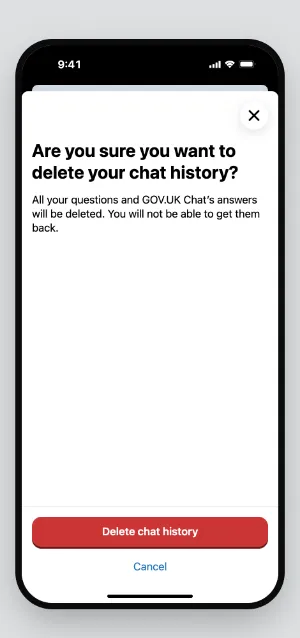 9:41
Are you sure you want to
delete your chat history?
All your questions and GOV.UK Chat's answers
will be deleted. You will not be able to get them
back.
Delete chat history
Cancel